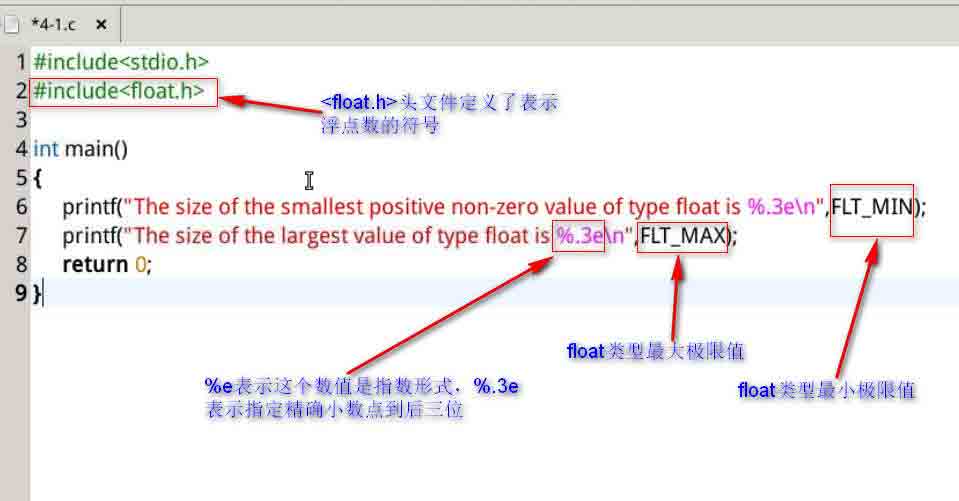 *4-1.c ×
1 #include<stdio.h>
2 #include<float.h>
<float.h>头文件定义了表示
浮点数的符号
3
4 int main()
5 {
6 printf("The size of the smallest positive non-zero value of type float is %.3e\n",FLT_MIN);
7 printf("The size of the largest value of type float is %.3e\n",FLT_MAX);
8 return 0;
9 }
float类型最大极限值
%e表示这个数值是指数形式，%.3e
表示指定精确小数点到后三位
float类型最小极限值